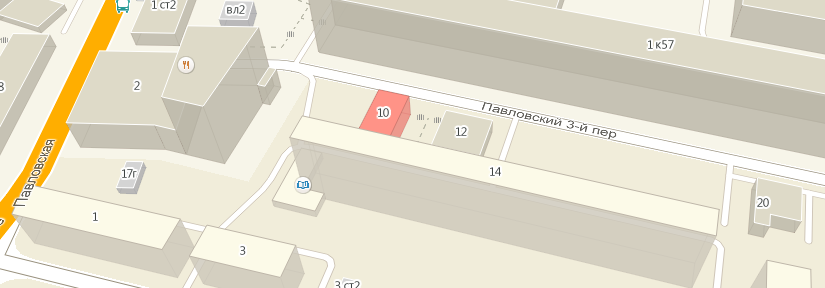 1 ст2
вл2
1 к57
2
10
Павловский 3-й пер
12
Павловская
17г
14
20
1
3
3 ст2